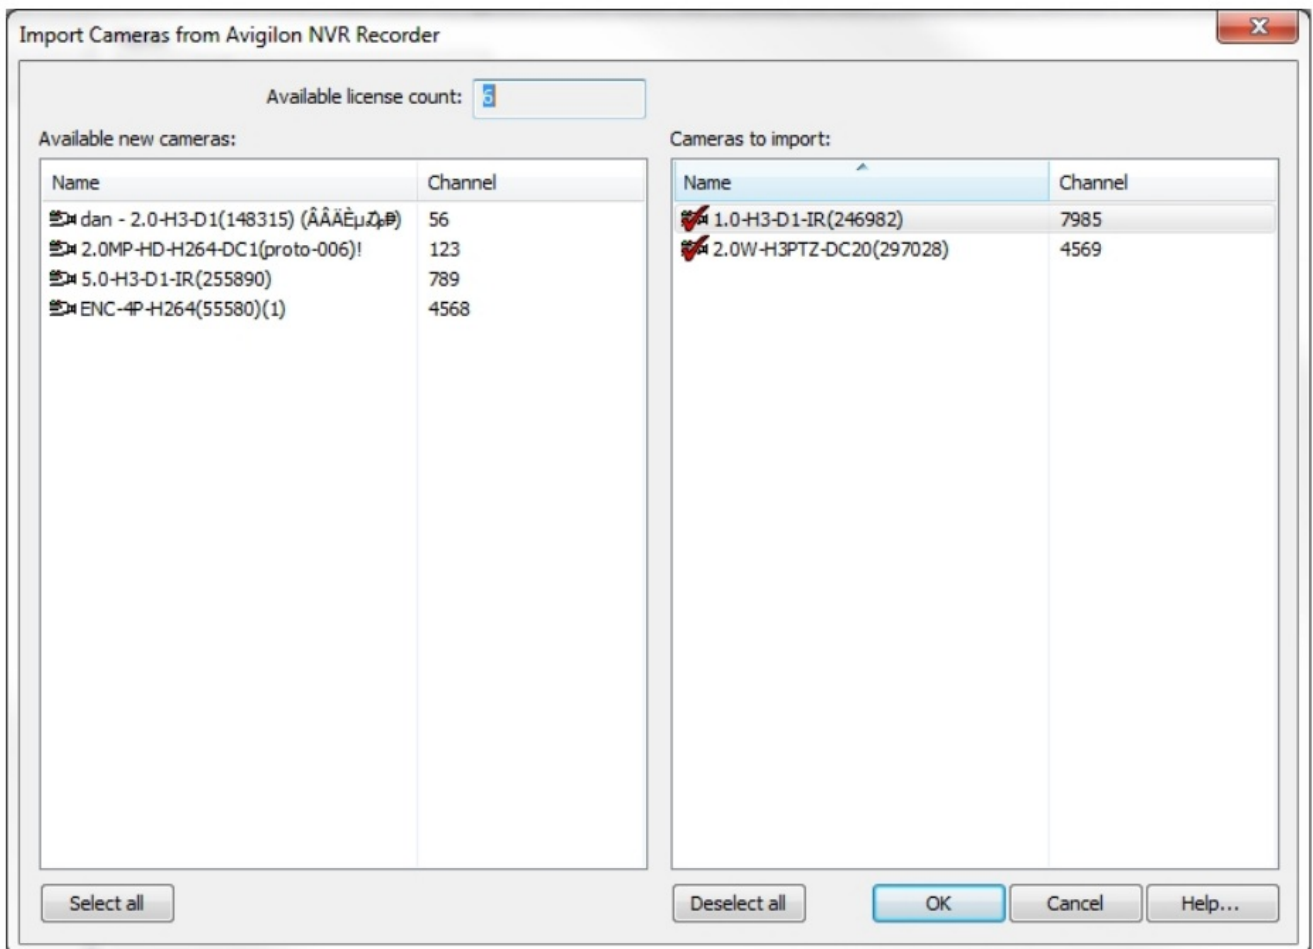 Import Cameras from Avigilon NVR Recorder
Available license count: 6
Available new cameras:
Name Channel
dan - 2.0-H3-D1(148315) 56
2.0MP-HD-H264-DC1(proto-006)! 123
5.0-H3-D1-IR(255890) 789
ENC-4P-H264(55580)(1) 4568
Select all
Cameras to import:
Name Channel
1.0-H3-D1-IR(246982) 7985
2.0W-H3PTZ-DC20(297028) 4569
Deselect all OK Cancel Help...